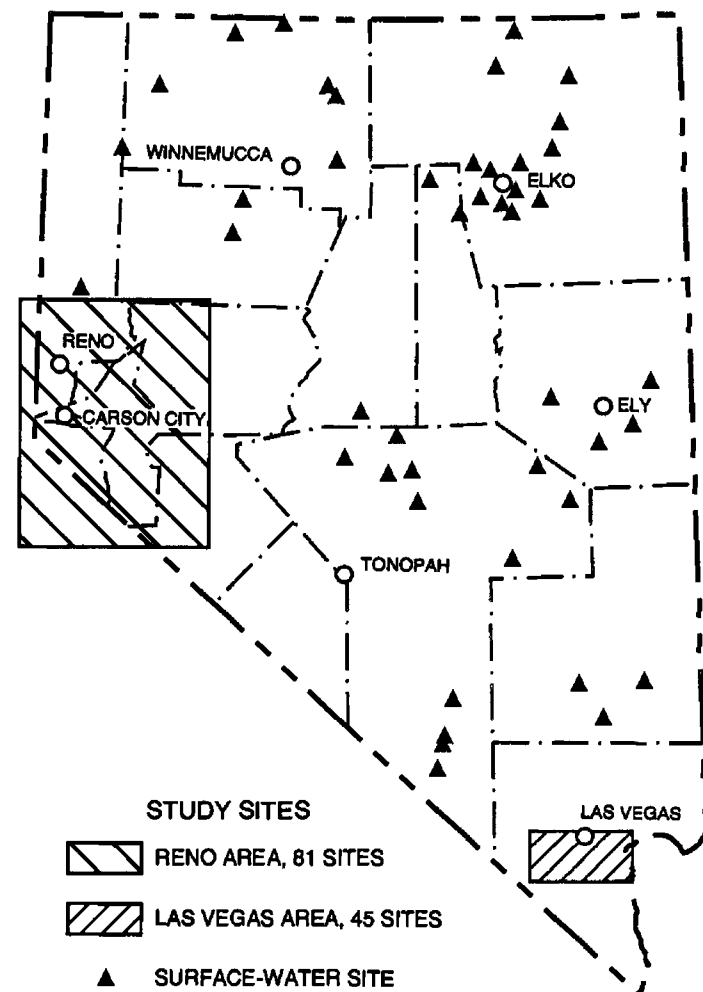 WINNEMUCCA
ELKO
RENO
CARSON CITY
ELY
TONOPAH
LAS VEGAS
STUDY SITES
RENO AREA, 81 SITES
LAS VEGAS AREA, 45 SITES
SURFACE-WATER SITE